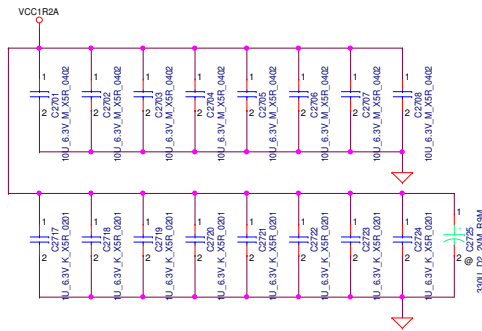 VCC1R2A
1
2
C2701
10U_6.3V_M_X5R_0402
1
2
C2702
10U_6.3V_M_X5R_0402
1
2
C2703
10U_6.3V_M_X5R_0402
1
2
C2704
10U_6.3V_M_X5R_0402
1
2
C2705
10U_6.3V_M_X5R_0402
1
2
C2706
10U_6.3V_M_X5R_0402
1
2
C2707
10U_6.3V_M_X5R_0402
1
2
C2708
10U_6.3V_M_X5R_0402
1
2
C2717
1U_6.3V_K_X5R_0201
1
2
C2718
1U_6.3V_K_X5R_0201
1
2
C2719
1U_6.3V_K_X5R_0201
1
2
C2720
1U_6.3V_K_X5R_0201
1
2
C2721
1U_6.3V_K_X5R_0201
1
2
C2722
1U_6.3V_K_X5R_0201
1
2
C2723
1U_6.3V_K_X5R_0201
1
2
C2724
1U_6.3V_K_X5R_0201
1
2
@ C2725